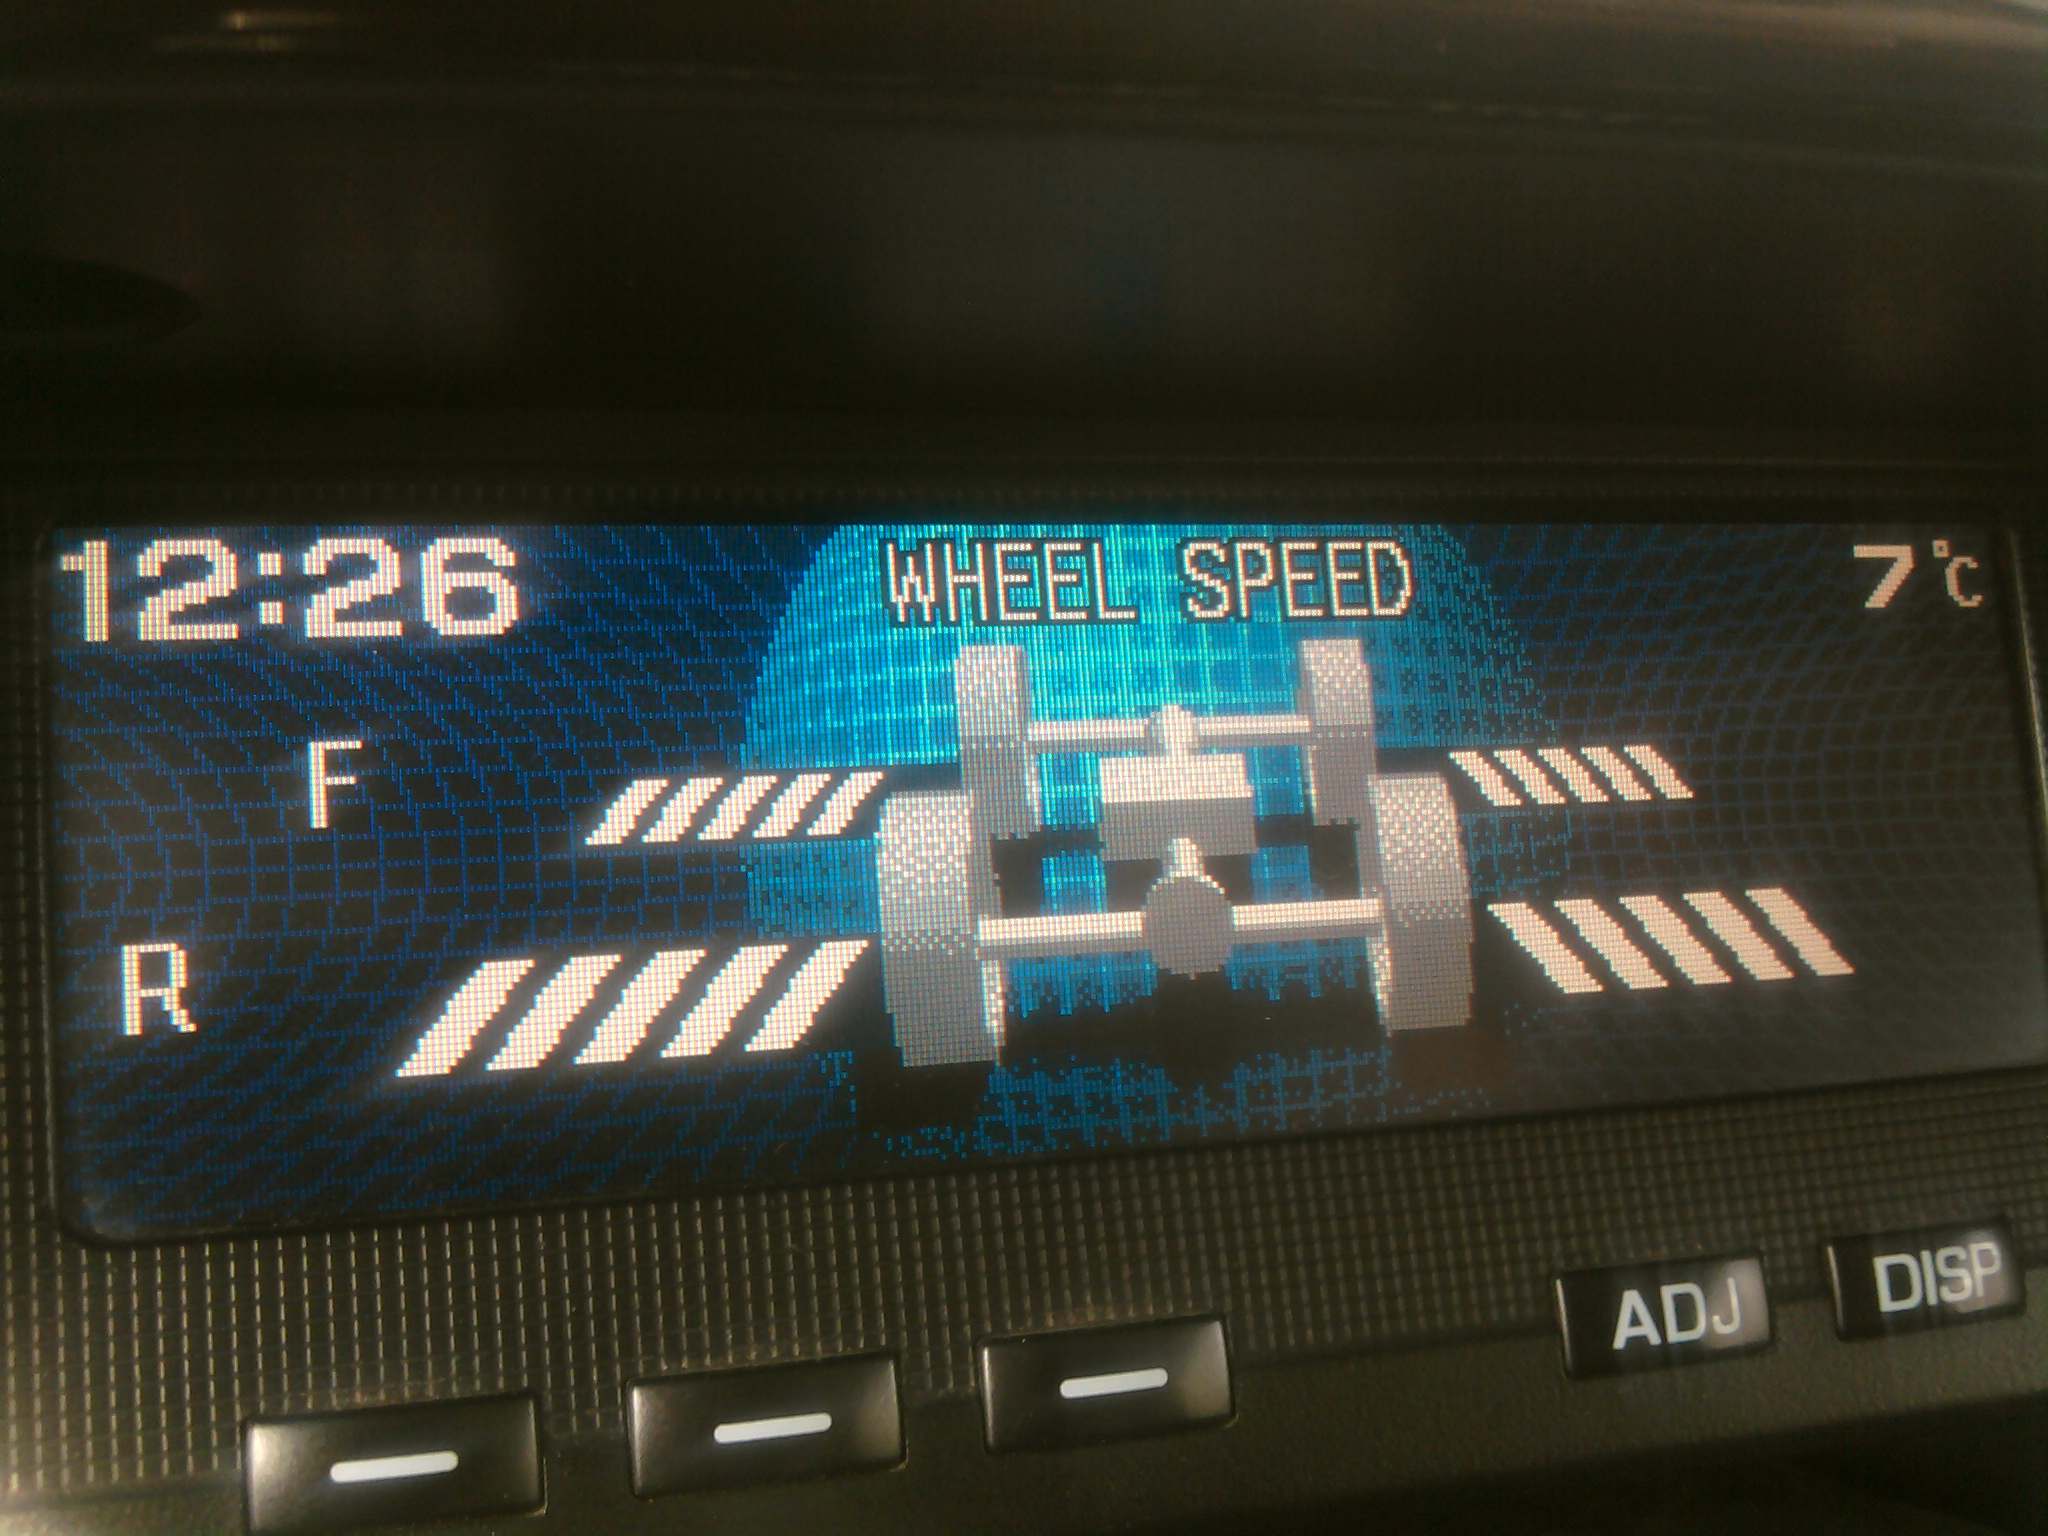 12:26 WHEEL SPEED 7°C
F
R
ADJ DISP